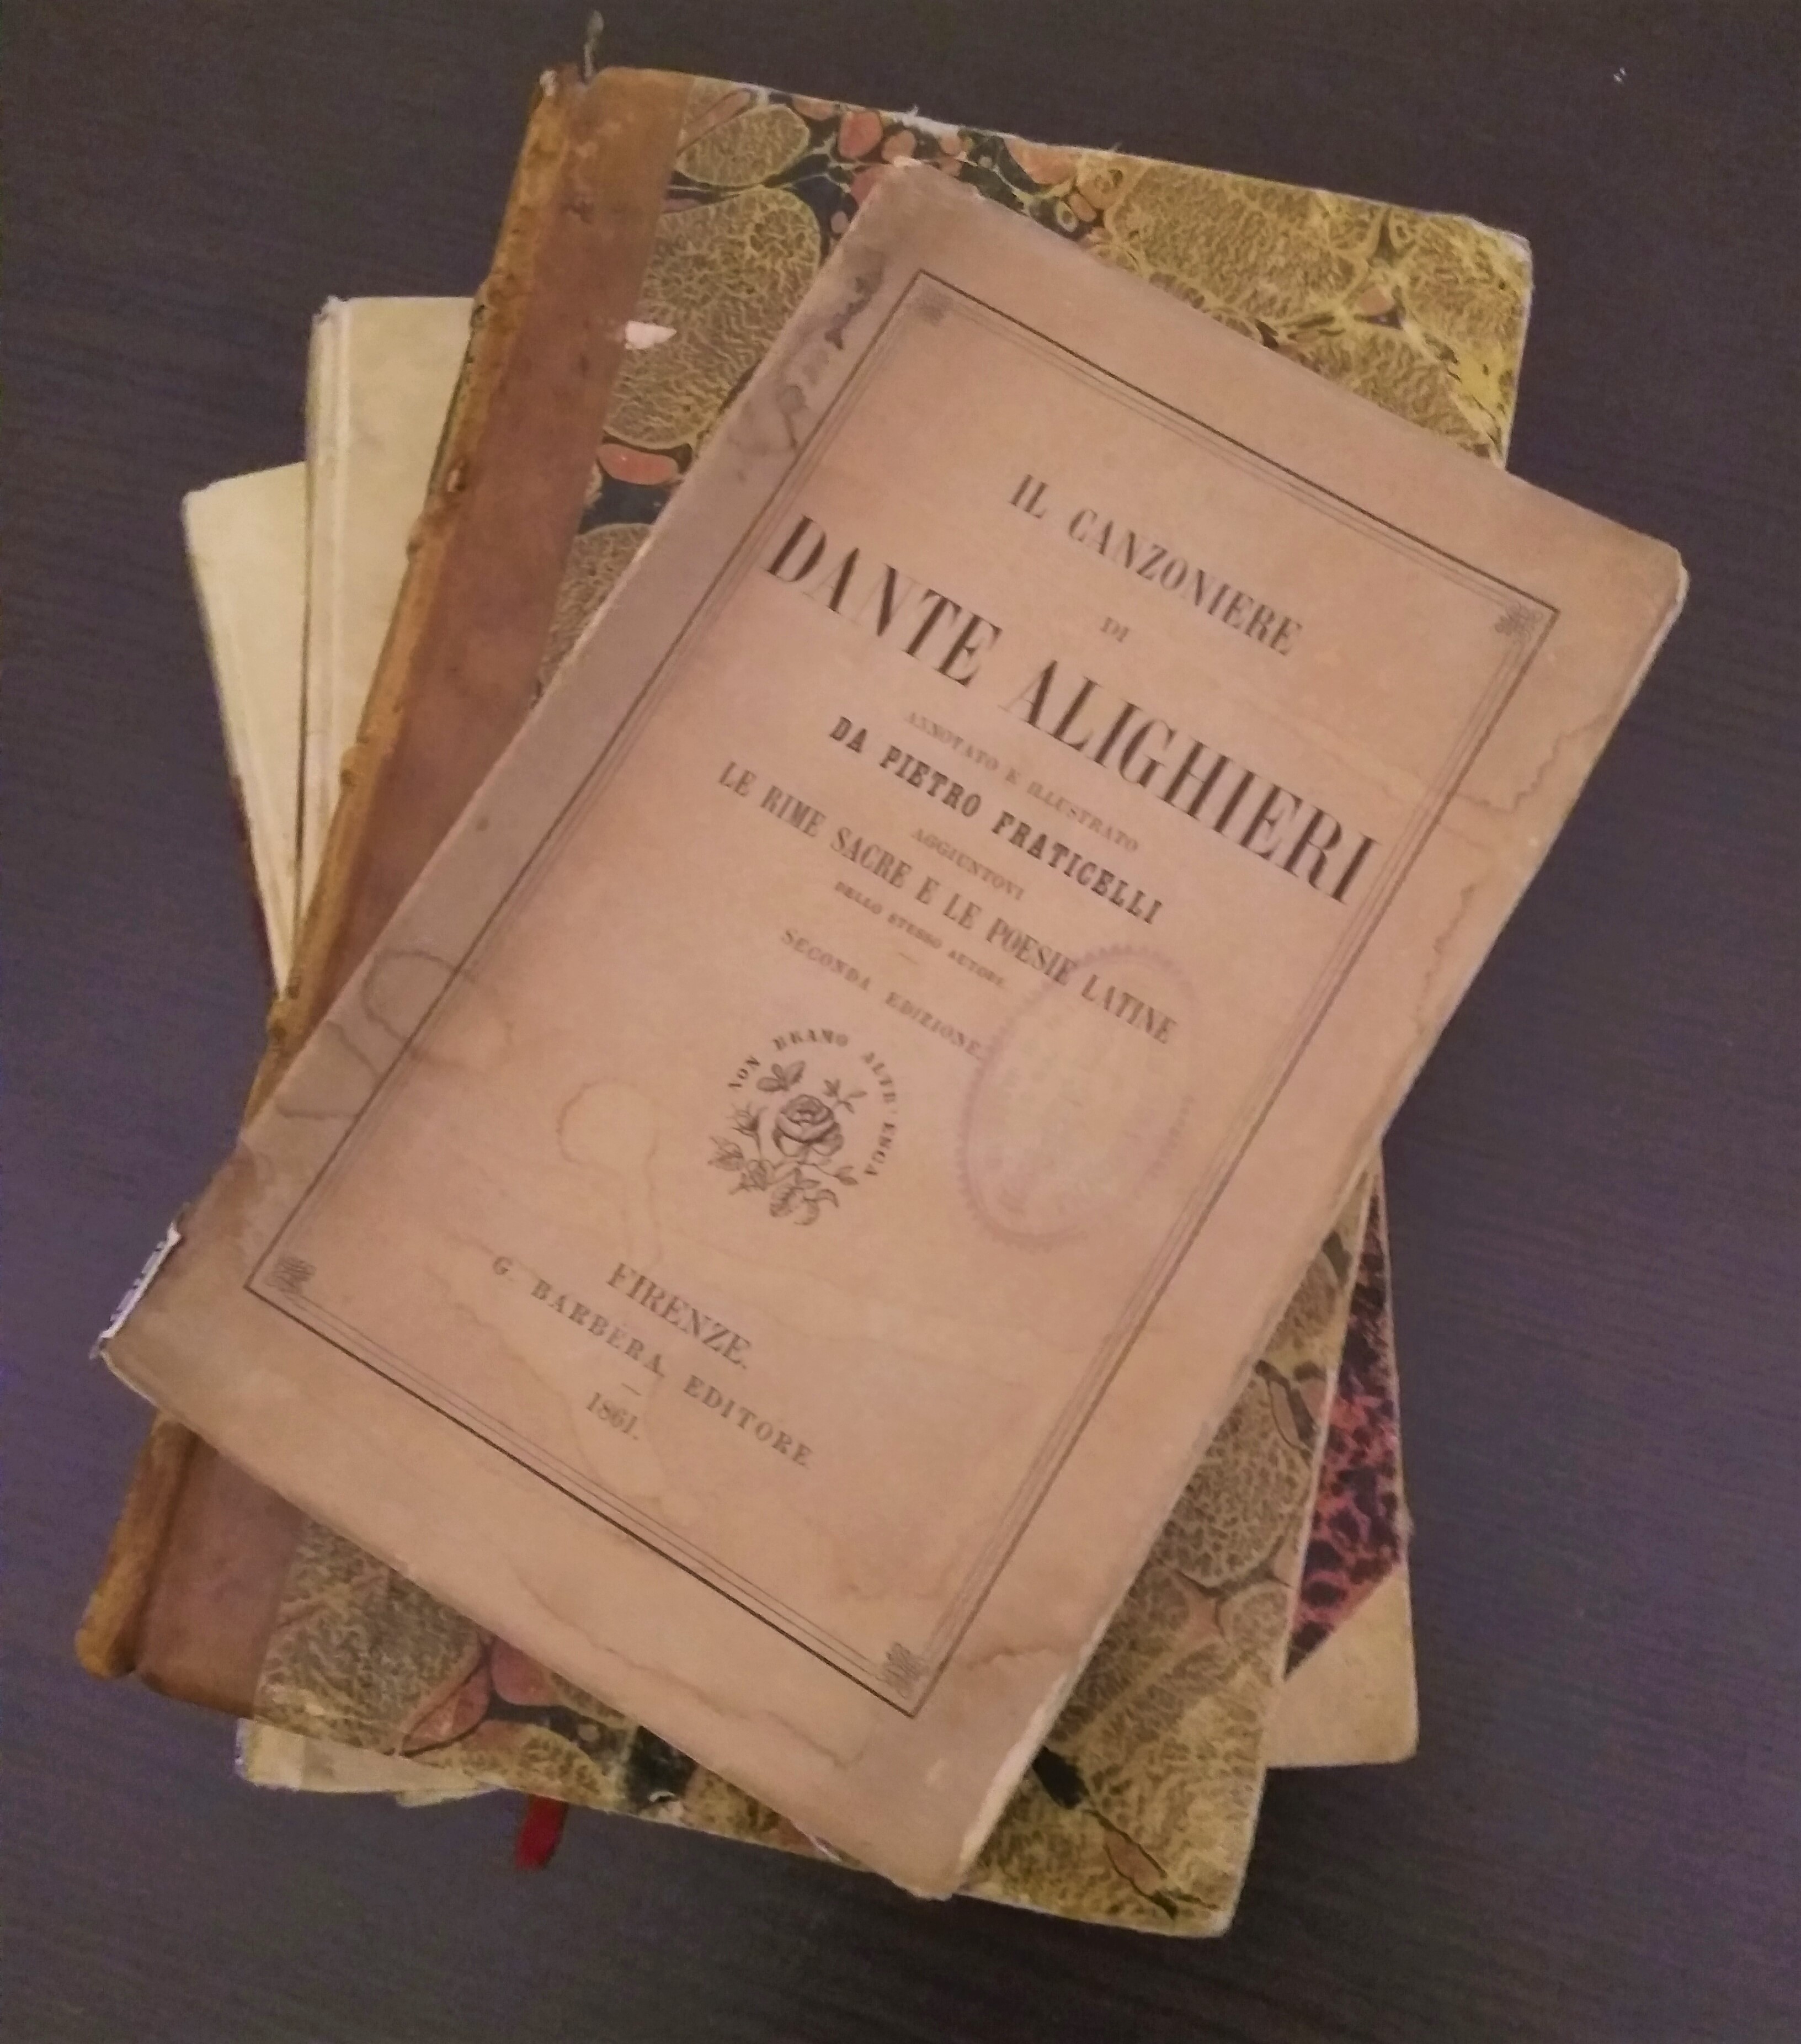 IL CANZONIERE
DI
DANTE ALIGHIERI
ANNOTATO E ILLUSTRATO
DA PIETRO FRATICELLI
AGGIUNTOVI
LE RIME SACRE E LE POESIE LATINE
DELLO STESSO AUTORE
SECONDA EDIZIONE.
NON BRAMO ALTR' ESCA
FIRENZE.
G. BARBERA, EDITORE
1861.